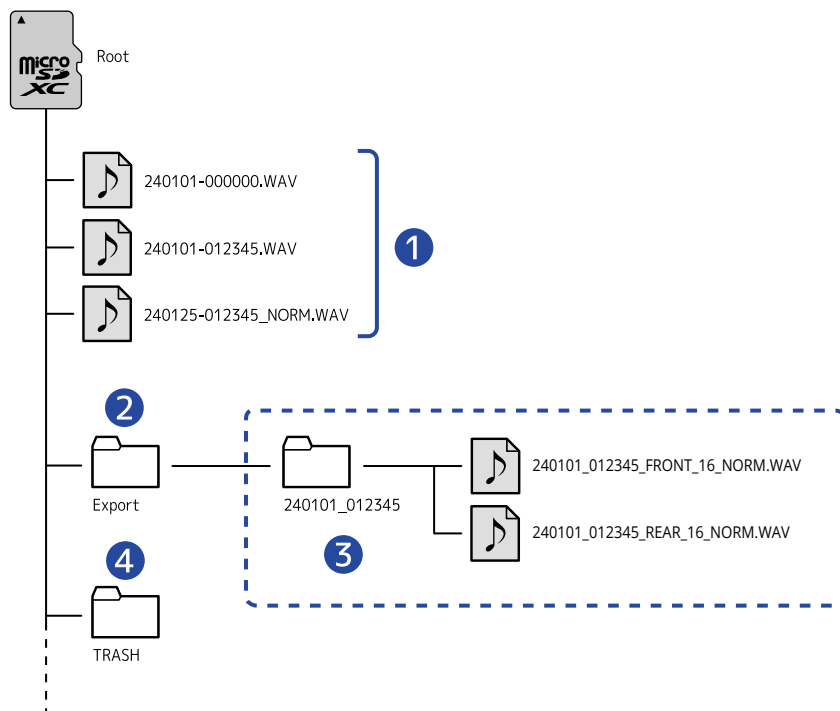 Root
micro
SD
XC
240101-000000.WAV
240101-012345.WAV
1
240125-012345_NORM.WAV
2
240101_012345_FRONT_16_NORM.WAV
Export
240101_012345
240101_012345_REAR_16_NORM.WAV
3
4
TRASH